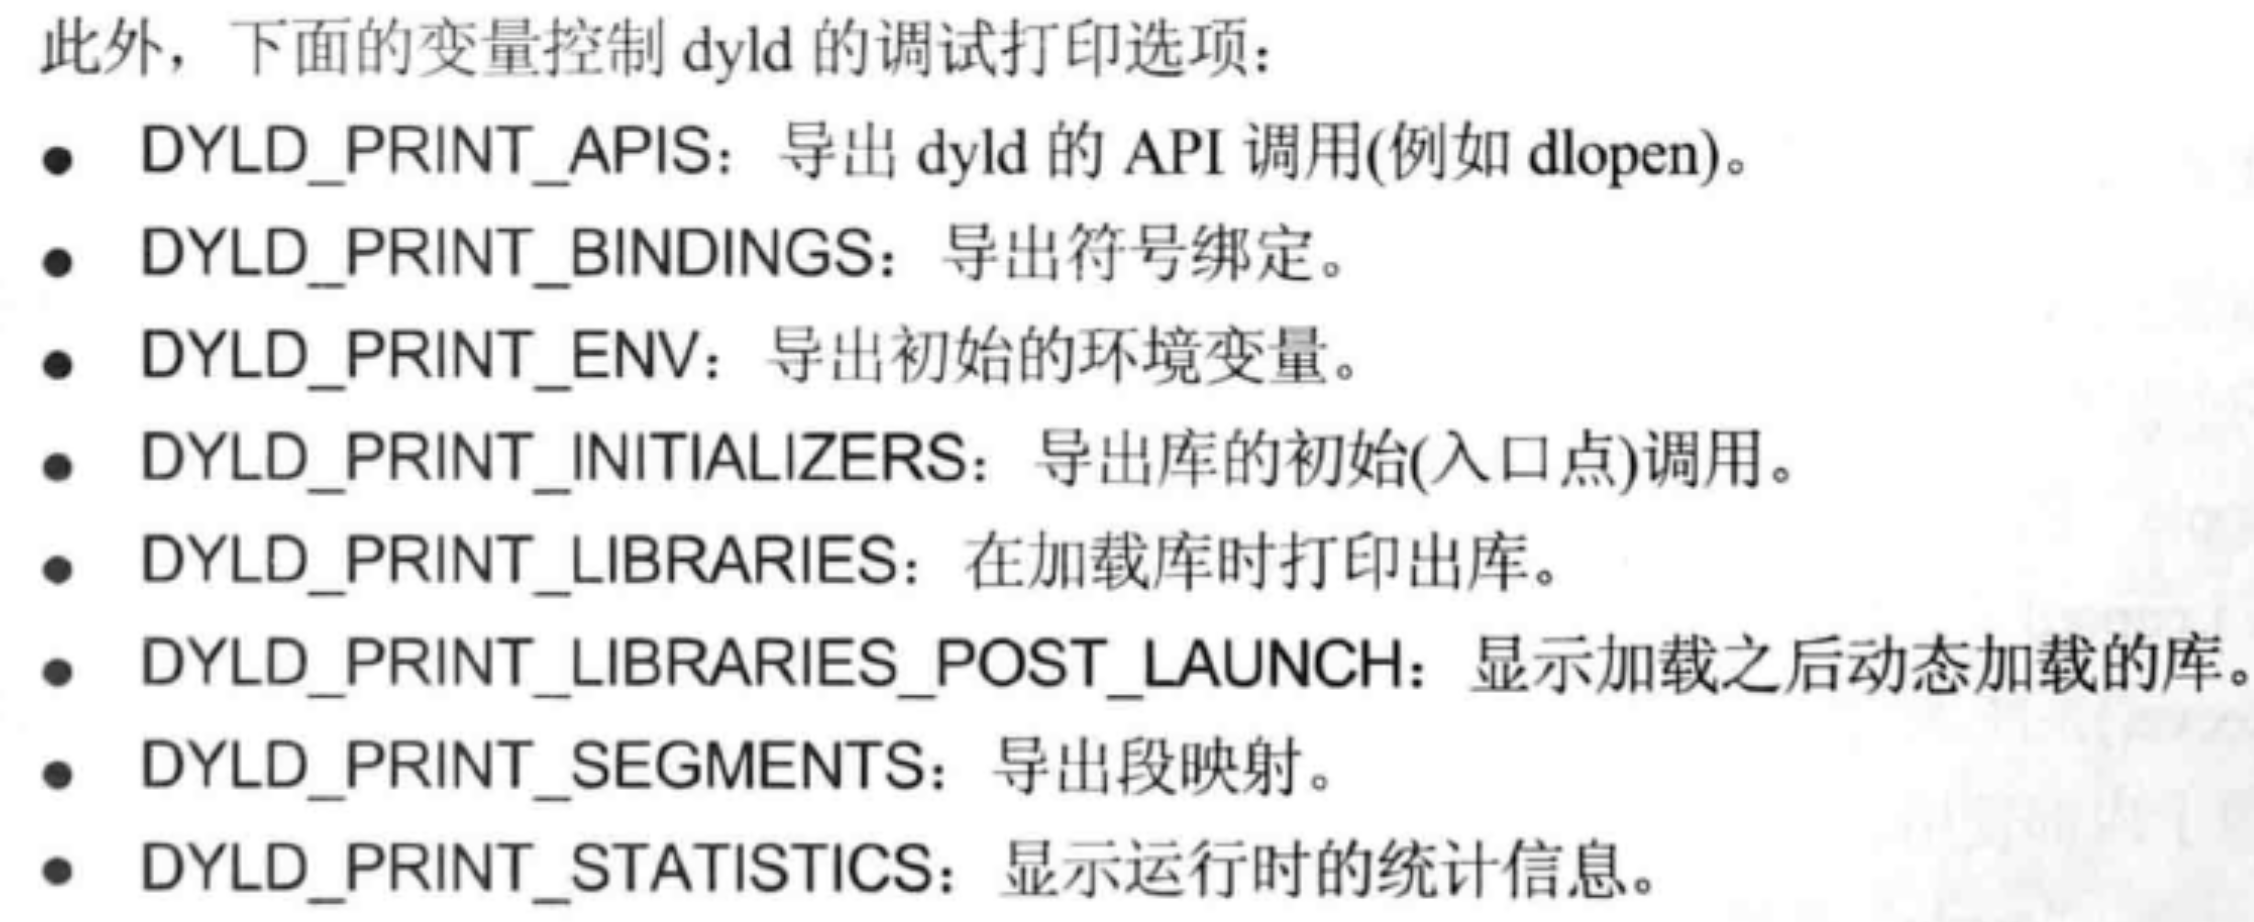 此外，下面的变量控制 dyld 的调试打印选项：
● DYLD_PRINT_APIS：导出 dyld 的 API 调用(例如 dlopen)。
● DYLD_PRINT_BINDINGS：导出符号绑定。
● DYLD_PRINT_ENV：导出初始的环境变量。
● DYLD_PRINT_INITIALIZERS：导出库的初始(入口点)调用。
● DYLD_PRINT_LIBRARIES：在加载库时打印出库。
● DYLD_PRINT_LIBRARIES_POST_LAUNCH：显示加载之后动态加载的库。
● DYLD_PRINT_SEGMENTS：导出段映射。
● DYLD_PRINT_STATISTICS：显示运行时的统计信息。